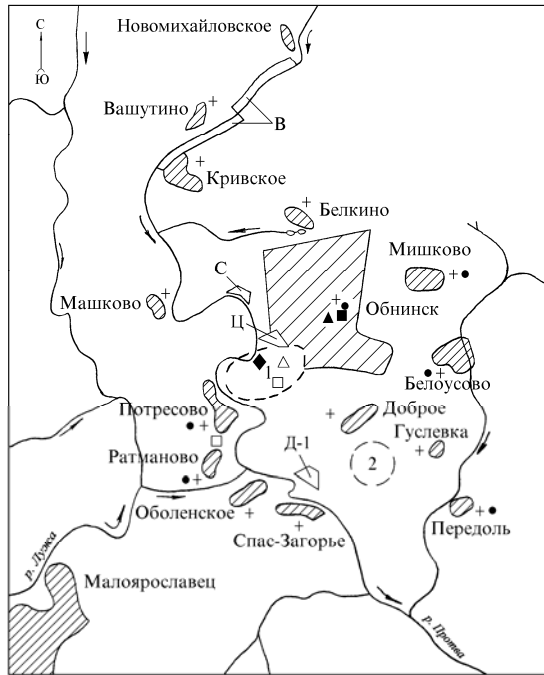 Новомихайловское
С
Ю
Вашутино
В
Кривское
Белкино
Мишково
С
Обнинск
Машково
Ц
1
Белоусово
Потресово
Доброе
Гуслевка
Д-1
2
Ратманово
Оболенское
Передоль
Спас-Загорье
р. Лужа
Малоярославец
р. Протва